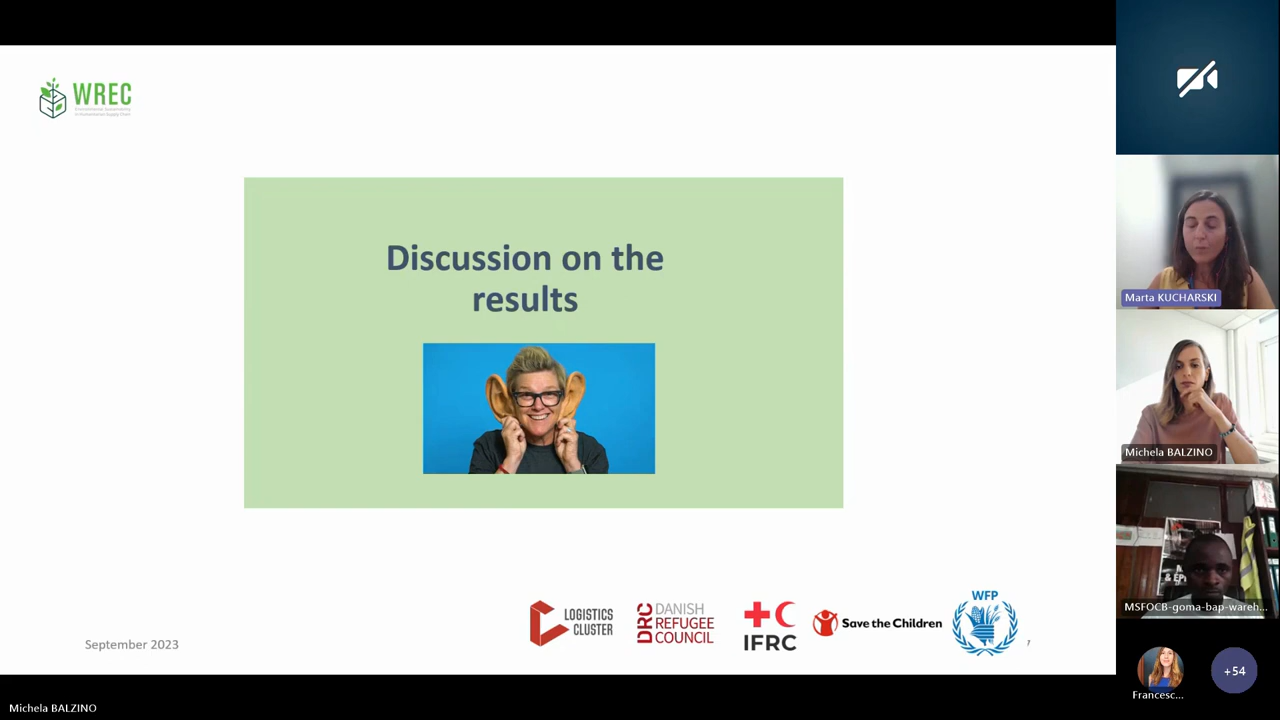 WREC
Discussion on the
results
LOGISTICS
CLUSTER
DRC
DANISH
REFUGEE
COUNCIL
IFRC
Save the Children
WFP
September 2023
7
Marta KUCHARSKI
Michela BALZINO
MSFOCB-goma-bap-wareh...
Francesc...
+54
Michela BALZINO